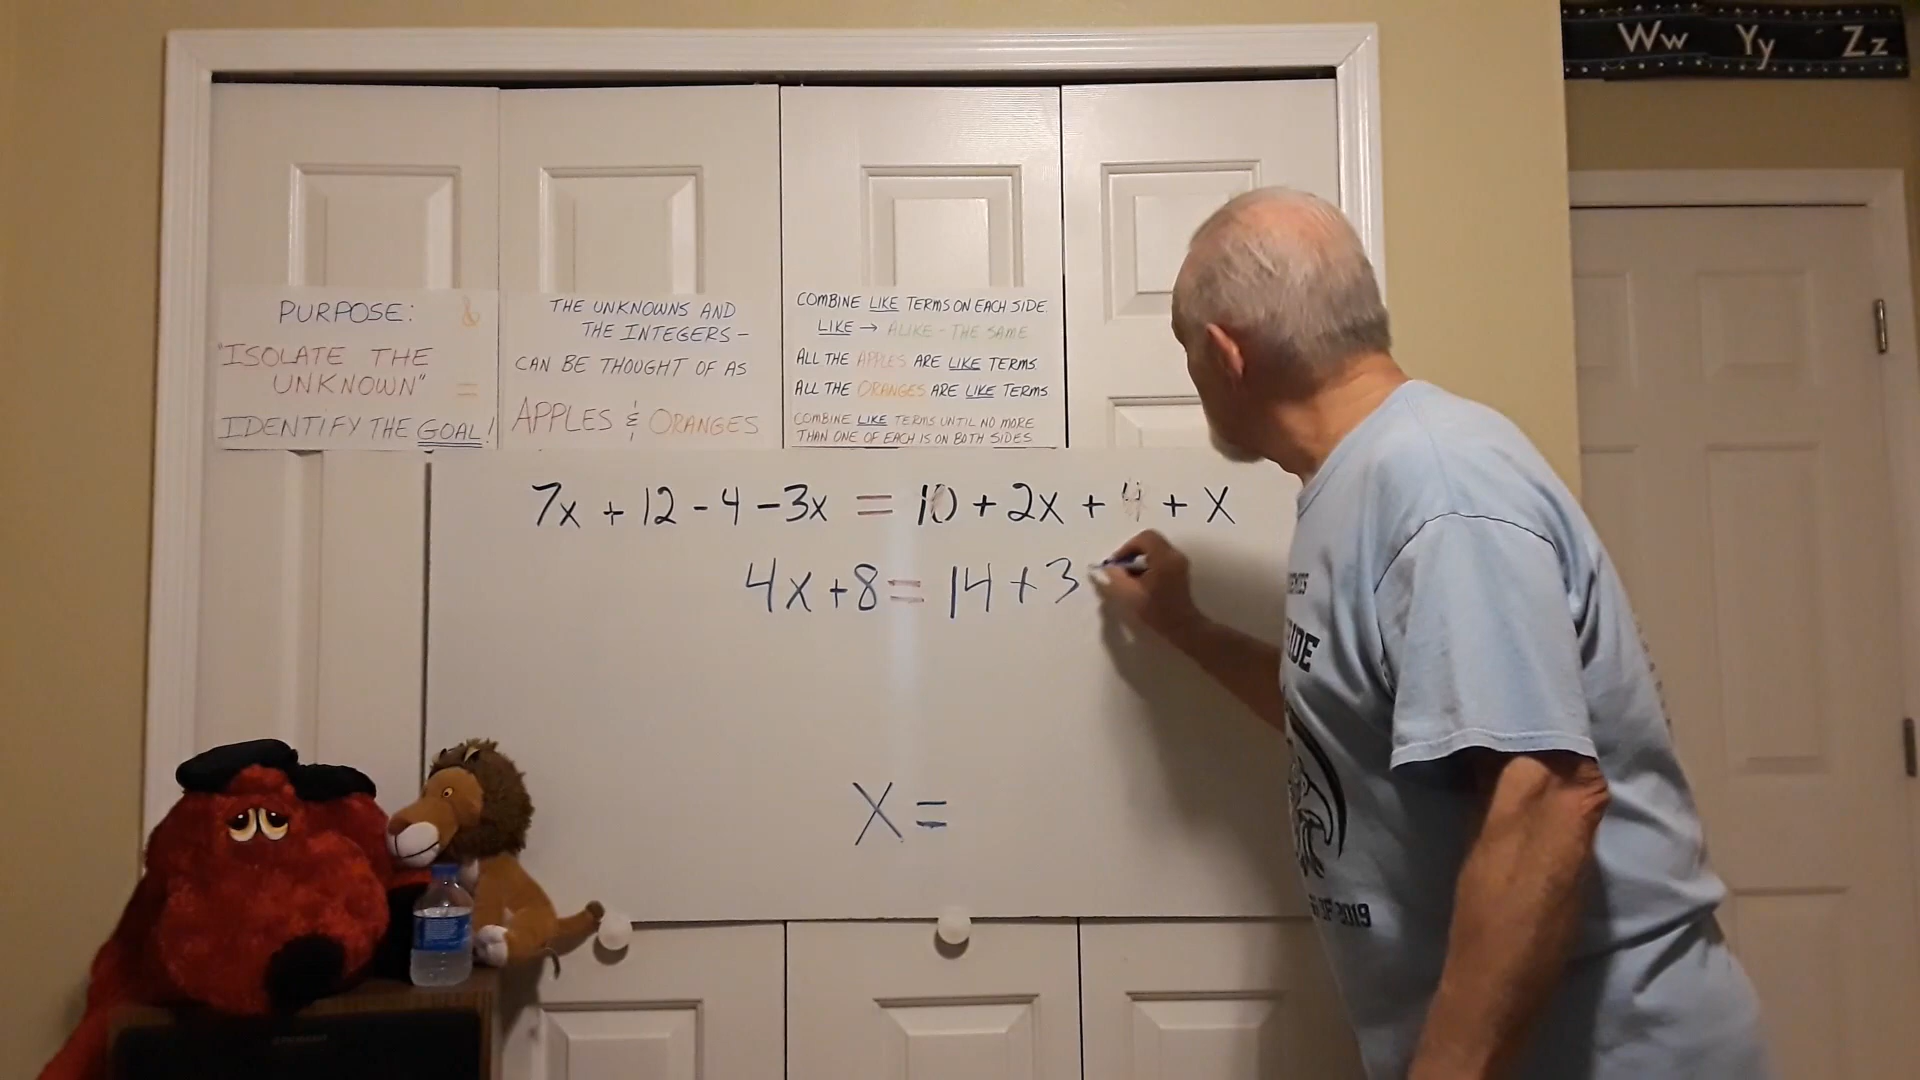 Ww Yy Zz
PURPOSE: &
"ISOLATE THE
UNKNOWN" =
IDENTIFY THE GOAL!
THE UNKNOWNS AND
THE INTEGERS—
CAN BE THOUGHT OF AS
APPLES & ORANGES
COMBINE LIKE TERMS ON EACH SIDE.
LIKE → ALIKE - THE SAME
ALL THE APPLES ARE LIKE TERMS.
ALL THE ORANGES ARE LIKE TERMS
COMBINE LIKE TERMS UNTIL NO MORE
THAN ONE OF EACH IS ON BOTH SIDES
7x + 12 - 4 - 3x = 10 + 2x + 4 + x
4x + 8 = 14 + 3
X =
OF 2019